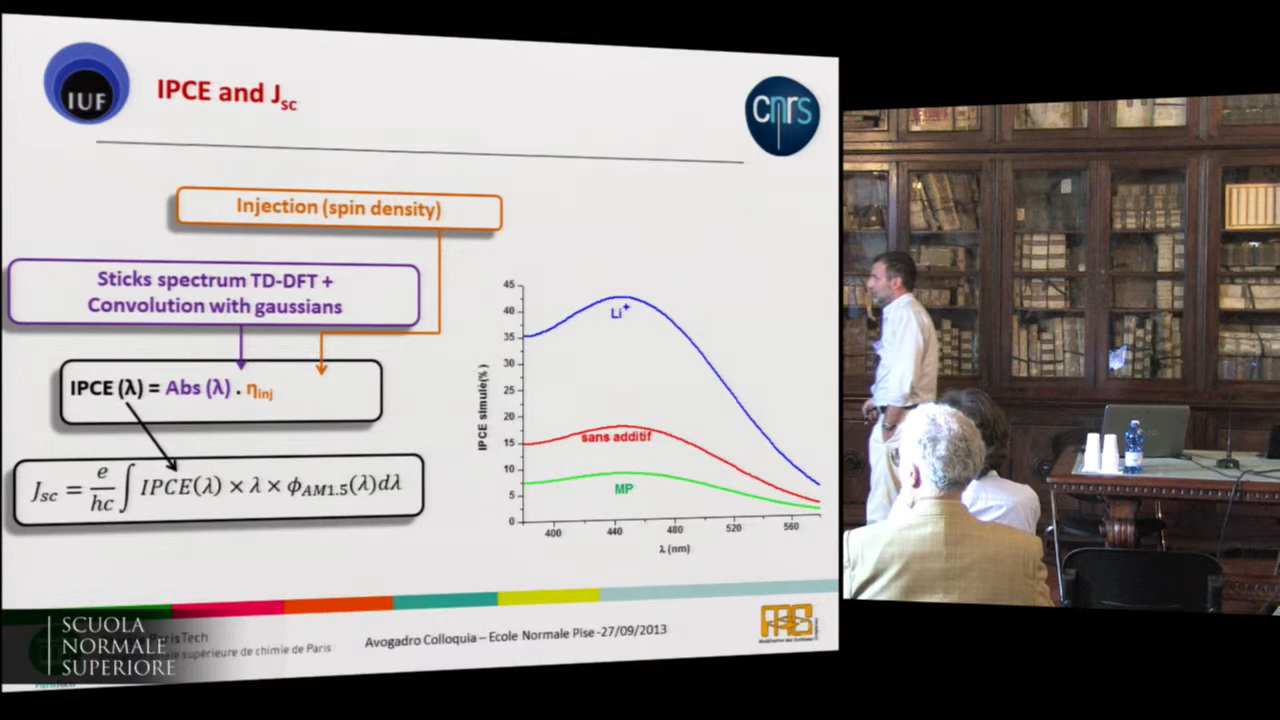 IUF
IPCE and Jsc
cnrs
Injection (spin density)
Sticks spectrum TD-DFT +
Convolution with gaussians
IPCE (λ) = Abs (λ) . ηinj
Jsc = e/hc ∫ IPCE(λ) × λ × ϕAM1.5(λ)dλ
IPCE simulé(%)
45
40
35
30
25
20
15
10
5
0
Li+
sans additif
MP
400
440
480
520
560
λ (nm)
ParisTech
supérieure de chimie de Paris
Avogadro Colloquia – Ecole Normale Pise -27/09/2013
SCUOLA
NORMALE
SUPERIORE